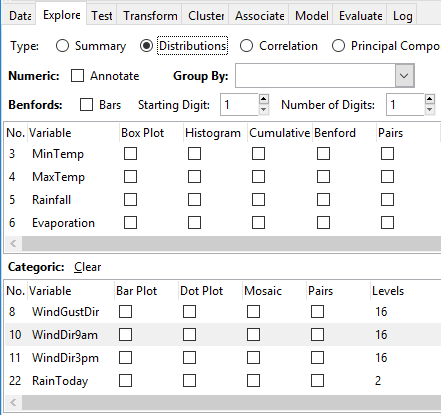 Data Explore Test Transform Cluster Associate Model Evaluate Log
Type: Summary Distributions Correlation Principal Compo
Numeric: Annotate Group By:
Benfords: Bars Starting Digit: 1 Number of Digits: 1
No. Variable Box Plot Histogram Cumulative Benford Pairs
3 MinTemp
4 MaxTemp
5 Rainfall
6 Evaporation
Categoric: Clear
No. Variable Bar Plot Dot Plot Mosaic Pairs Levels
8 WindGustDir 16
10 WindDir9am 16
11 WindDir3pm 16
22 RainToday 2